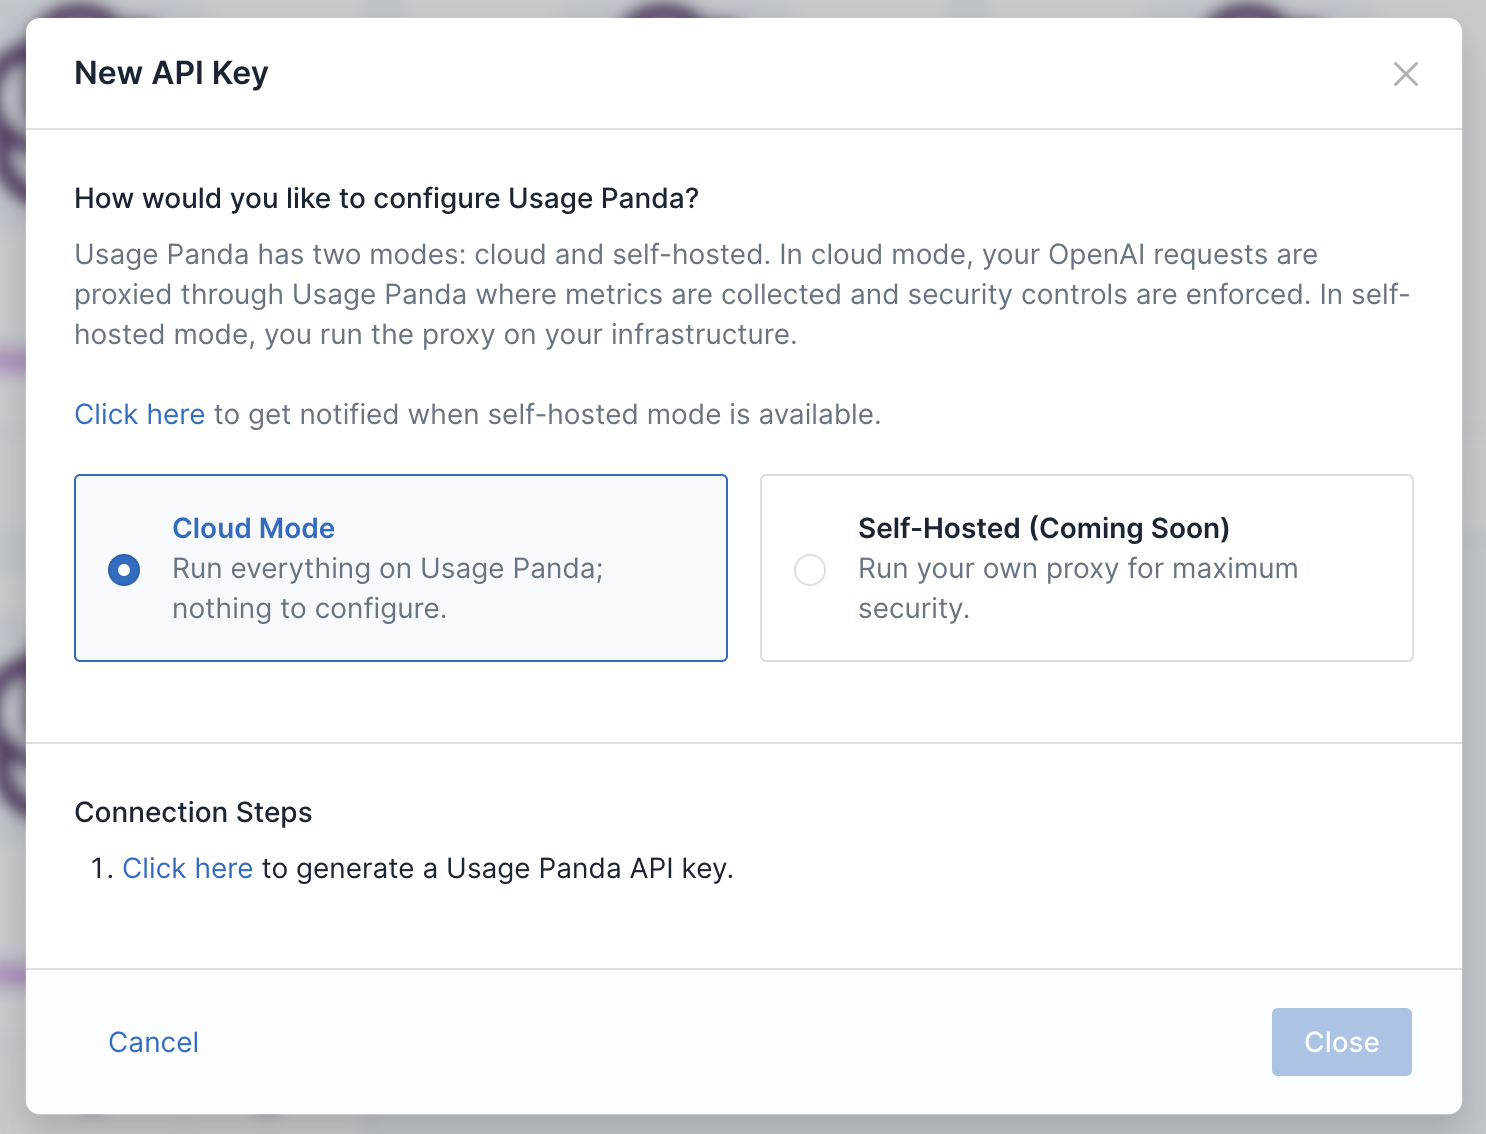 New API Key
How would you like to configure Usage Panda?
Usage Panda has two modes: cloud and self-hosted. In cloud mode, your OpenAI requests are
proxied through Usage Panda where metrics are collected and security controls are enforced. In self-
hosted mode, you run the proxy on your infrastructure.
Click here to get notified when self-hosted mode is available.
Cloud Mode
Run everything on Usage Panda;
nothing to configure.
Self-Hosted (Coming Soon)
Run your own proxy for maximum
security.
Connection Steps
1. Click here to generate a Usage Panda API key.
Cancel
Close